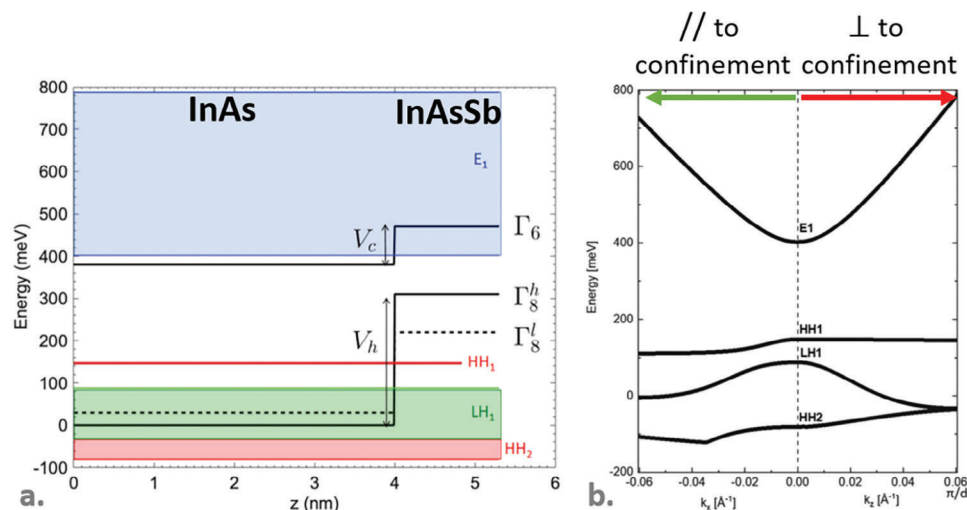 // to
confinement
⊥ to
confinement
InAs
InAsSb
E₁
Γ₆
V_c
Γ₈ʰ
Γ₈ˡ
V_h
HH₁
LH₁
HH₂
800
700
600
500
400
300
200
100
0
-100
Energy (meV)
0
1
2
3
4
5
6
z (nm)
a.
800
600
400
200
0
-200
Energy [meV]
E1
HH1
LH1
HH2
-0.06
-0.04
-0.02
0.00
0.02
0.04
0.06
π/d
kₓ [Å⁻¹]
k_z [Å⁻¹]
b.